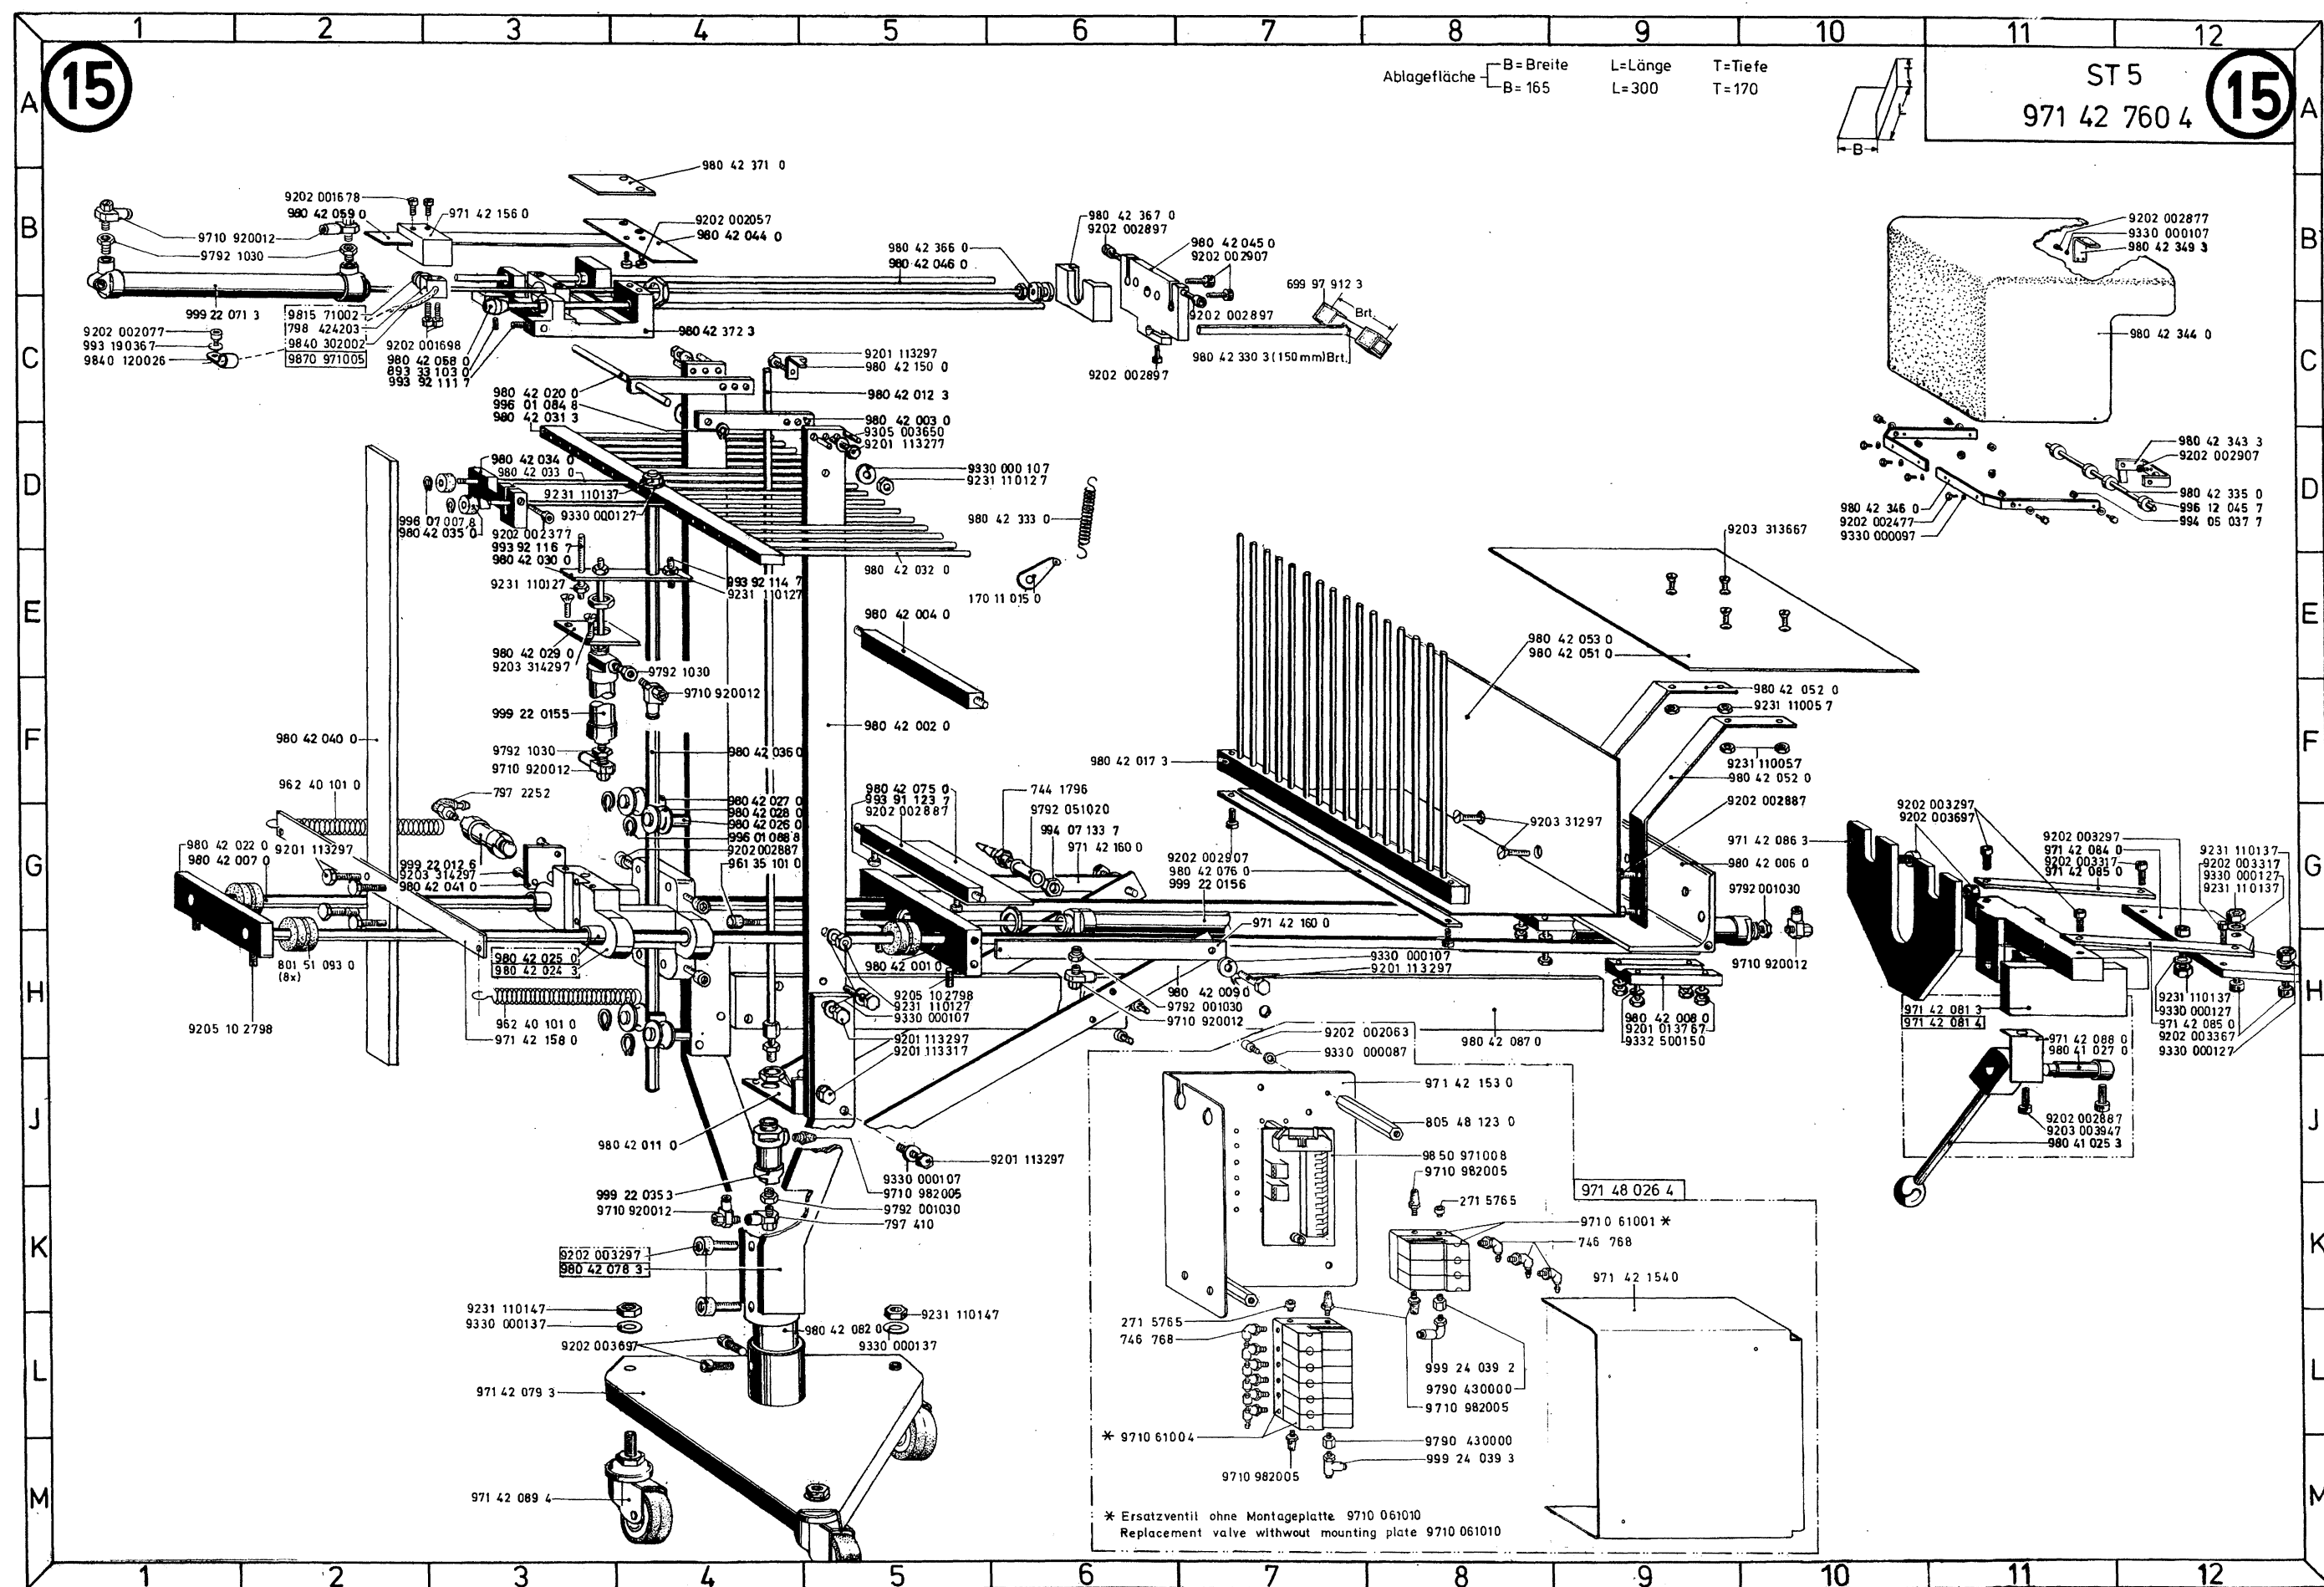 1 2 3 4 5 6 7 8 9 10 11 12
A
15
Ablagefläche
B=Breite L=Länge T=Tiefe
B=165 L=300 T=170
T
L
B
ST 5
971 42 760 4
15
A
B
980 42 371 0
9202 001678
980 42 059 0
971 42 156 0
9710 920012
9792 1030
9202 002057
980 42 044 0
980 42 366 0
980 42 046 0
980 42 367 0
9202 002897
980 42 045 0
9202 002907
699 97 912 3
Brt.
9202 002877
9330 000107
980 42 349 3
B
C
999 22 071 3
9202 002077
993 190367
9840 120026
9815 71002
798 424203
9840 302002
9870 971005
9202 001698
980 42 058 0
893 33 103 0
993 92 111 7
980 42 372 3
9202 002897
980 42 330 3 (150mm)Brt.
9202 002897
980 42 344 0
9201 113297
980 42 150 0
980 42 020 0
996 01 084 8
980 42 031 3
980 42 012 3
980 42 003 0
9305 003650
9201 113277
C
D
980 42 034 0
980 42 033 0
9231 110137
9330 000127
996 07 007 8
980 42 035 0
9202 002377
993 92 116 7
980 42 030 0
9330 000 107
9231 110127
980 42 333 0
980 42 343 3
9202 002907
980 42 335 0
996 12 045 7
994 05 037 7
980 42 346 0
9202 002477
9330 000097
9203 313667
D
E
9231 110127
993 92 114 7
9231 110127
980 42 032 0
170 11 015 0
980 42 004 0
980 42 029 0
9203 314297
9792 1030
980 42 053 0
980 42 051 0
E
F
9710 920012
999 22 0155
980 42 040 0
9792 1030
9710 920012
980 42 036 0
980 42 002 0
980 42 017 3
980 42 052 0
9231 110057
9231 110057
980 42 052 0
F
G
962 40 101 0
797 2252
980 42 027 0
980 42 028 0
980 42 026 0
996 01 088 8
9202 002887
961 35 101 0
980 42 075 0
993 91 123 7
9202 002887
744 1796
9792 051020
994 07 133 7
971 42 160 0
9202 002887
9203 31297
971 42 086 3
980 42 006 0
9792 001030
980 42 022 0
980 42 007 0
9201 113297
999 22 012 6
9203 314297
980 42 041 0
9202 002907
980 42 076 0
999 22 0156
971 42 160 0
9202 003297
9202 003697
9202 003297
971 42 084 0
9202 003317
971 42 085 0
9231 110137
9202 003317
9330 000127
9231 110137
G
H
801 51 093 0
(8x)
9205 10 2798
980 42 025 0
980 42 024 3
962 40 101 0
971 42 158 0
980 42 001 0
9205 10 2798
9231 110127
9330 000107
9201 113297
9201 113317
9330 000107
9201 113297
980 42 009 0
9792 001030
9710 920012
980 42 087 0
9710 920012
980 42 008 0
9201 013767
9332 500150
971 42 081 3
971 42 081 4
9231 110137
9330 000127
971 42 085 0
9202 003367
9330 000127
H
J
9202 002063
9330 000087
971 42 153 0
805 48 123 0
971 42 088 0
980 41 027 0
9202 002887
9203 003947
980 41 025 3
980 42 011 0
9201 113297
9330 000107
9710 982005
9792 001030
797 410
9850 971008
9710 982005
J
K
999 22 035 3
9710 920012
9202 003297
980 42 078 3
971 48 026 4
271 5765
9710 61001 *
746 768
971 42 1540
K
L
9231 110147
9330 000137
9202 003697
980 42 082 0
9231 110147
9330 000137
271 5765
746 768
999 24 039 2
9790 430000
9710 982005
971 42 079 3
L
M
* 9710 61004
9710 982005
9790 430000
999 24 039 3
971 42 089 4
* Ersatzventil ohne Montageplatte 9710 061010
Replacement valve withwout mounting plate 9710 061010
M
1 2 3 4 5 6 7 8 9 10 11 12